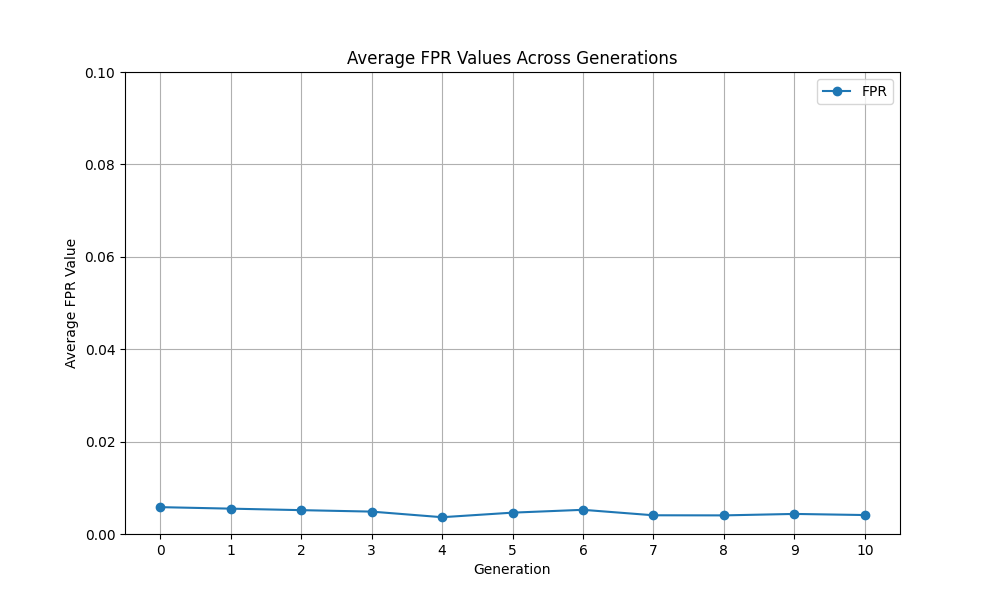 Average FPR Values Across Generations
FPR
Average FPR Value
0.10
0.08
0.06
0.04
0.02
0.00
0 1 2 3 4 5 6 7 8 9 10
Generation